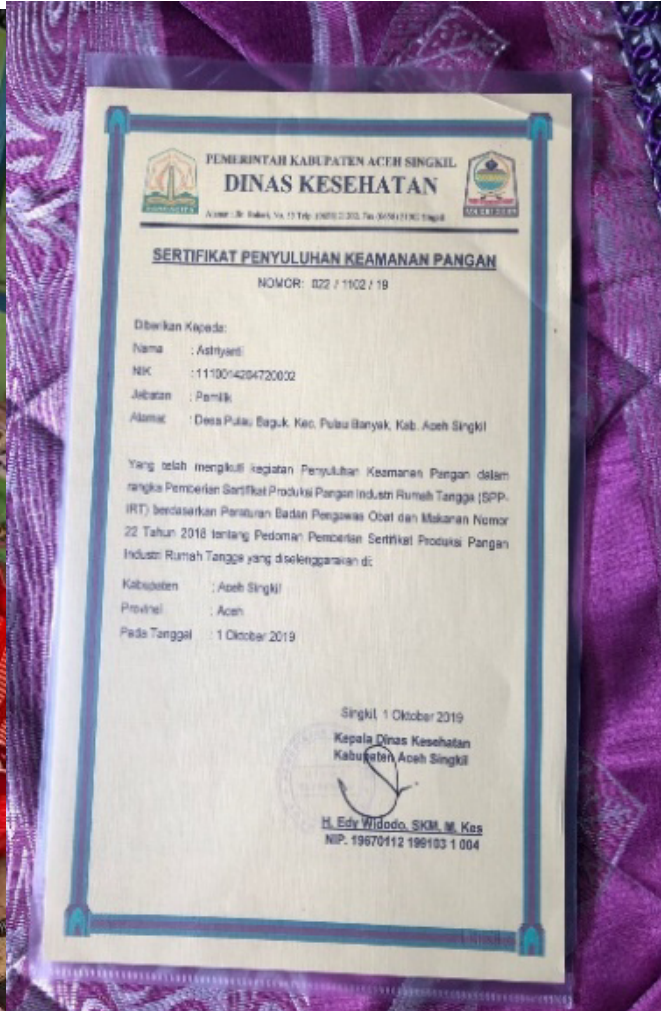 PEMERINTAH KABUPATEN ACEH SINGKIL
DINAS KESEHATAN
SERTIFIKAT PENYULUHAN KEAMANAN PANGAN
NOMOR: 022 / 1102 / 19
Diberikan Kepada:
Nama : Astriyanti
NIK : 1110014204720002
Jabatan : Pemilik
Alamat : Desa Pulau Baguk, Kec. Pulau Banyak, Kab. Aceh Singkil
Yang telah mengikuti kegiatan Penyuluhan Keamanan Pangan dalam
rangka Pemberian Sertifikat Produksi Pangan Industri Rumah Tangga (SPP-
IRT) berdasarkan Peraturan Badan Pengawas Obat dan Makanan Nomor
22 Tahun 2018 tentang Pedoman Pemberian Sertifikat Produksi Pangan
Industri Rumah Tangga yang diselenggarakan di:
Kabupaten : Aceh Singkil
Provinsi : Aceh
Pada Tanggal : 1 Oktober 2019
Singkil, 1 Oktober 2019
Kepala Dinas Kesehatan
Kabupaten Aceh Singkil
H. Edy Widodo, SKM, M. Kes
NIP. 19670112 199103 1 004